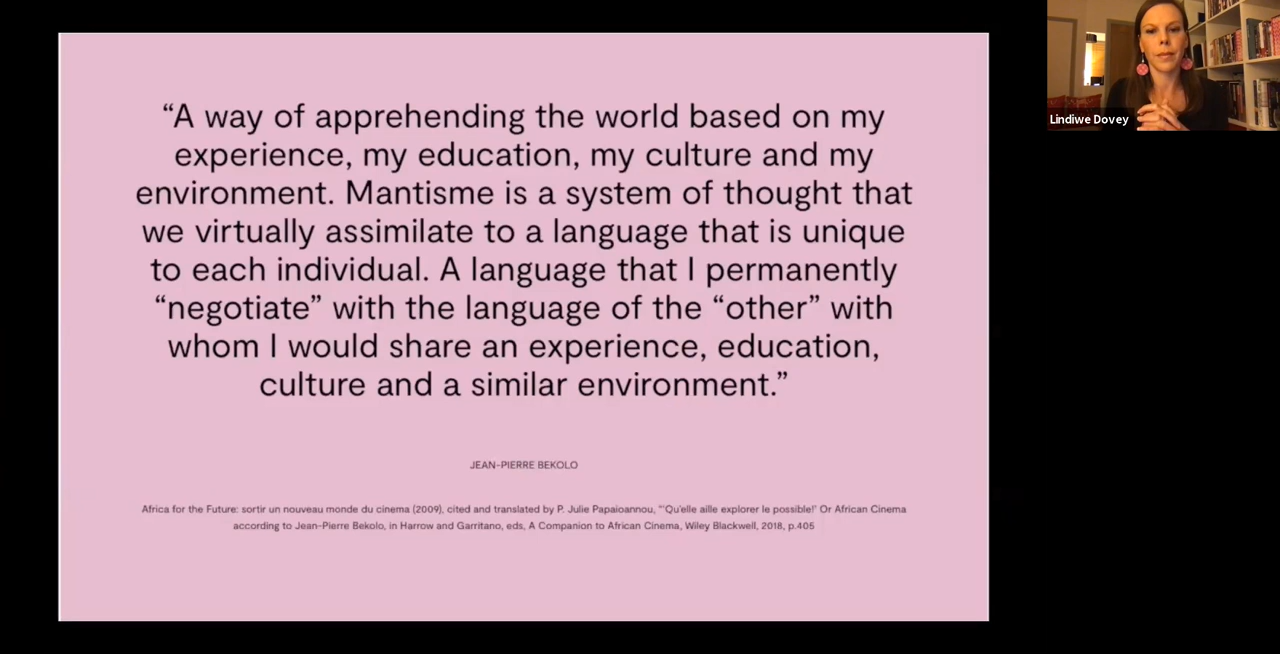 “A way of apprehending the world based on my
experience, my education, my culture and my
environment. Mantisme is a system of thought that
we virtually assimilate to a language that is unique
to each individual. A language that I permanently
“negotiate” with the language of the “other” with
whom I would share an experience, education,
culture and a similar environment.”
JEAN-PIERRE BEKOLO
Africa for the Future: sortir un nouveau monde du cinema (2009), cited and translated by P. Julie Papaioannou, “‘Qu'elle aille explorer le possible!’ Or African Cinema
according to Jean-Pierre Bekolo, in Harrow and Garritano, eds, A Companion to African Cinema, Wiley Blackwell, 2018, p.405
Lindiwe Dovey